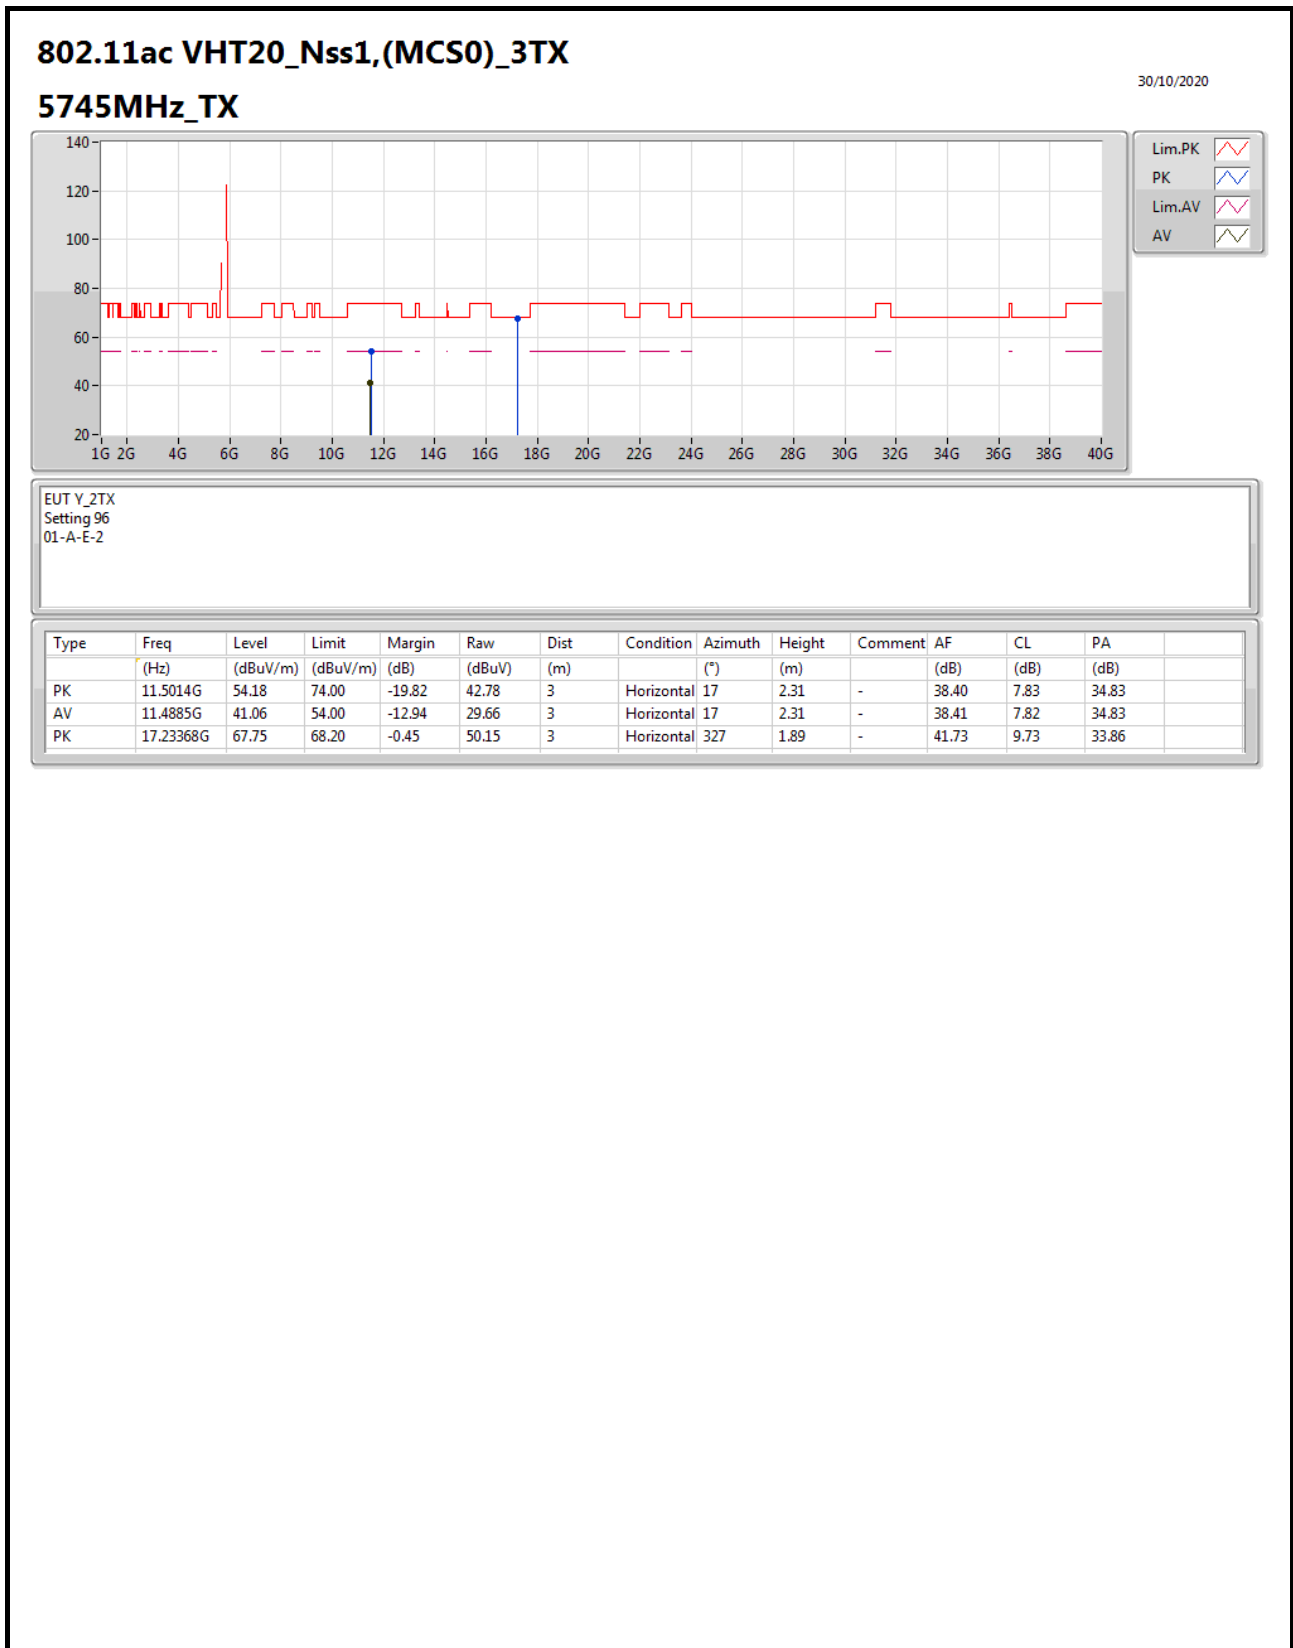 802.11ac VHT20_Nss1,(MCS0)_3TX
30/10/2020
5745MHz_TX
140
120
100
80
60
40
20
1G 2G 4G 6G 8G 10G 12G 14G 16G 18G 20G 22G 24G 26G 28G 30G 32G 34G 36G 38G 40G
Lim.PK
PK
Lim.AV
AV
EUT Y_2TX
Setting 96
01-A-E-2
Type Freq Level Limit Margin Raw Dist Condition Azimuth Height Comment AF CL PA
(Hz) (dBuV/m) (dBuV/m) (dB) (dBuV) (m) (°) (m) (dB) (dB) (dB)
PK 11.5014G 54.18 74.00 -19.82 42.78 3 Horizontal 17 2.31 - 38.40 7.83 34.83
AV 11.4885G 41.06 54.00 -12.94 29.66 3 Horizontal 17 2.31 - 38.41 7.82 34.83
PK 17.23368G 67.75 68.20 -0.45 50.15 3 Horizontal 327 1.89 - 41.73 9.73 33.86